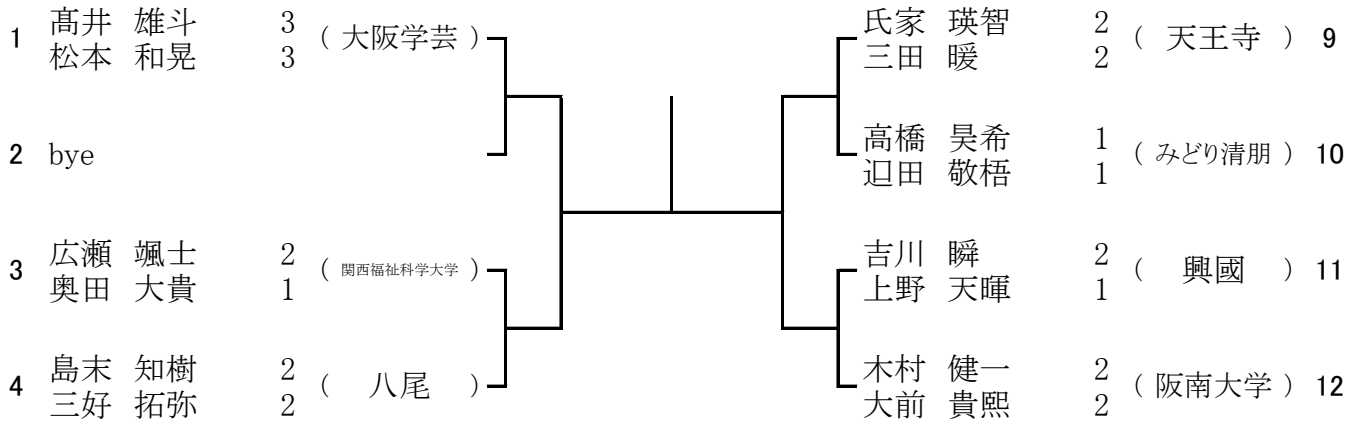 1 髙井 雄斗 3 ( 大阪学芸 )
松本 和晃 3
2 bye
3 広瀬 颯士 2 ( 関西福祉科学大学 )
奥田 大貴 1
4 島末 知樹 2 ( 八尾 )
三好 拓弥 2
氏家 瑛智 2 ( 天王寺 ) 9
三田 暖 2
高橋 昊希 1 ( みどり清朋 ) 10
迫田 敬悟 1
吉川 瞬 2 ( 興國 ) 11
上野 天暉 1
木村 健一 2 ( 阪南大学 ) 12
大前 貴熙 2